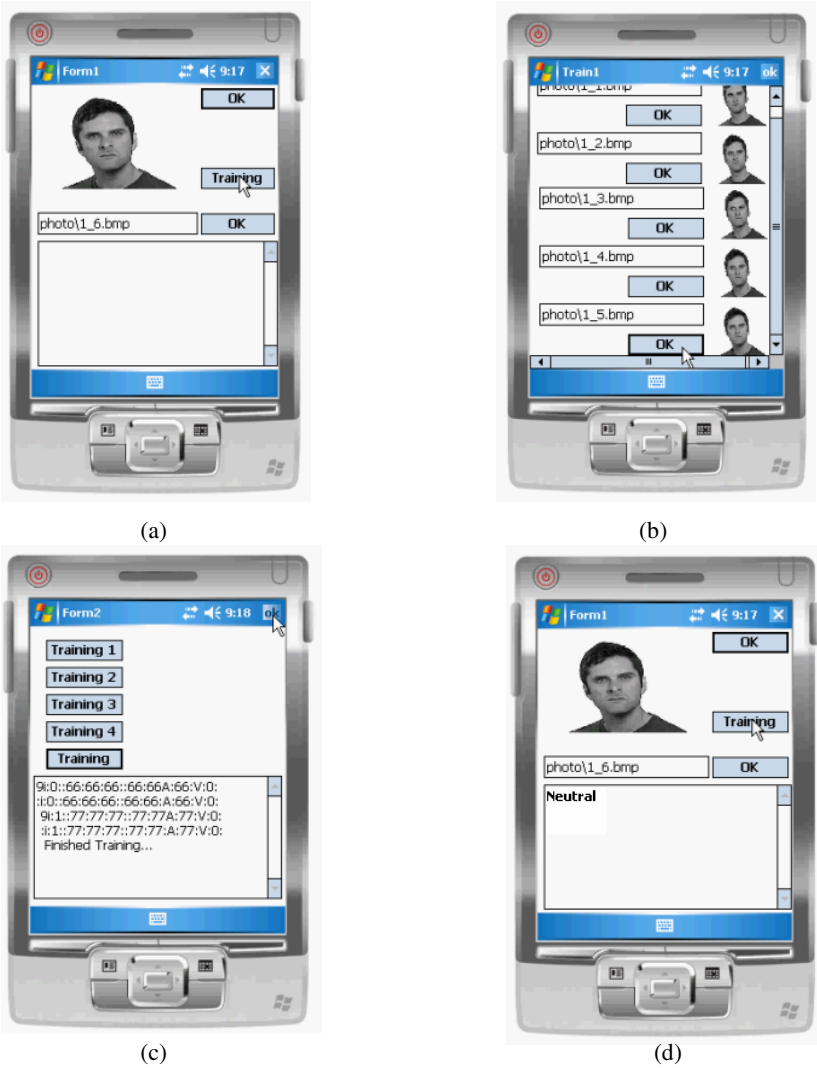 Form1 9:17
OK
Training
photo\1_6.bmp OK
(a)
Train1 9:17 ok
photo\1_1.bmp
OK
photo\1_2.bmp
OK
photo\1_3.bmp
OK
photo\1_4.bmp
OK
photo\1_5.bmp
OK
(b)
Form2 9:18 ok
Training 1
Training 2
Training 3
Training 4
Training
9i:0::66:66:66::66:66A:66:V:0:
:i:0::66:66:66::66:66:A:66:V:0:
9i:1::77:77:77::77:77A:77:V:0:
:i:1::77:77:77::77:77:A:77:V:0:
Finished Training...
(c)
Form1 9:17
OK
Training
photo\1_6.bmp OK
Neutral
(d)